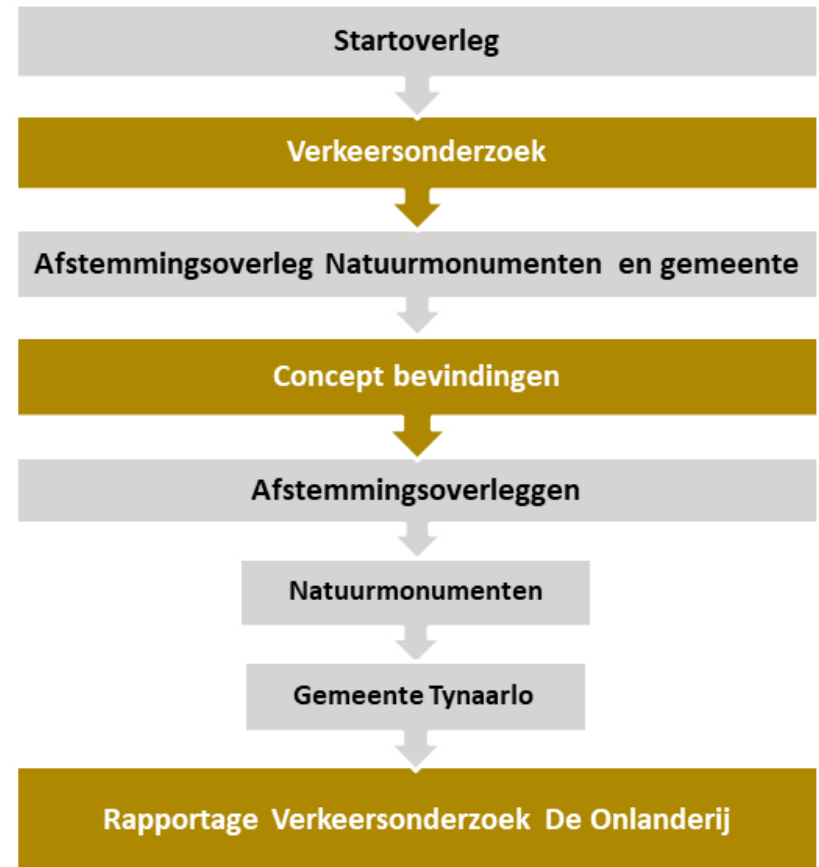 Startoverleg
Verkeersonderzoek
Afstemmingsoverleg Natuurmonumenten en gemeente
Concept bevindingen
Afstemmingsoverleggen
Natuurmonumenten
Gemeente Tynaarlo
Rapportage Verkeersonderzoek De Onlanderij